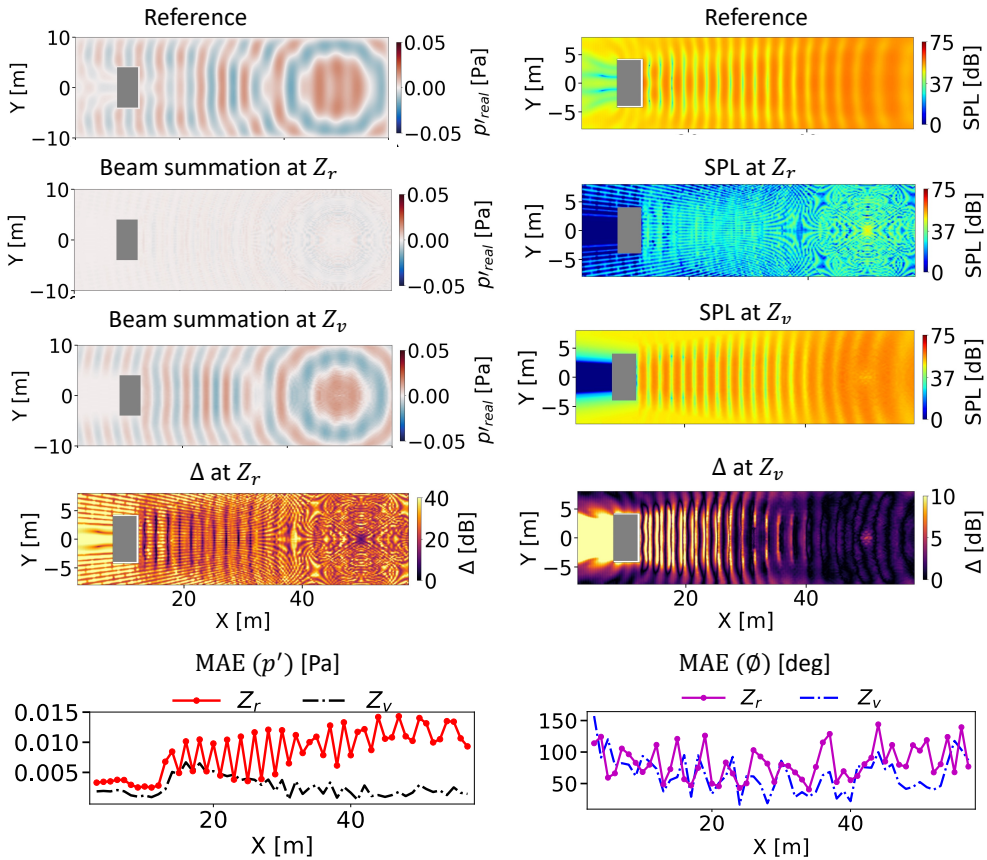 Reference
Y [m]
10
0
−10
0.05
0.00
−0.05
p′real [Pa]
Reference
Y [m]
5
0
−5
75
37
0
SPL [dB]
Beam summation at Zr
Y [m]
10
0
−10
0.05
0.00
−0.05
p′real [Pa]
SPL at Zr
Y [m]
5
0
−5
75
37
0
SPL [dB]
Beam summation at Zv
Y [m]
10
0
−10
0.05
0.00
−0.05
p′real [Pa]
SPL at Zv
Y [m]
5
0
−5
75
37
0
SPL [dB]
Δ at Zr
Y [m]
5
0
−5
40
20
0
Δ [dB]
20 40
X [m]
Δ at Zv
Y [m]
5
0
−5
10
5
0
Δ [dB]
20 40
X [m]
MAE (p′) [Pa]
Zr Zv
0.015
0.010
0.005
20 40
X [m]
MAE (Ø) [deg]
Zr Zv
150
100
50
20 40
X [m]